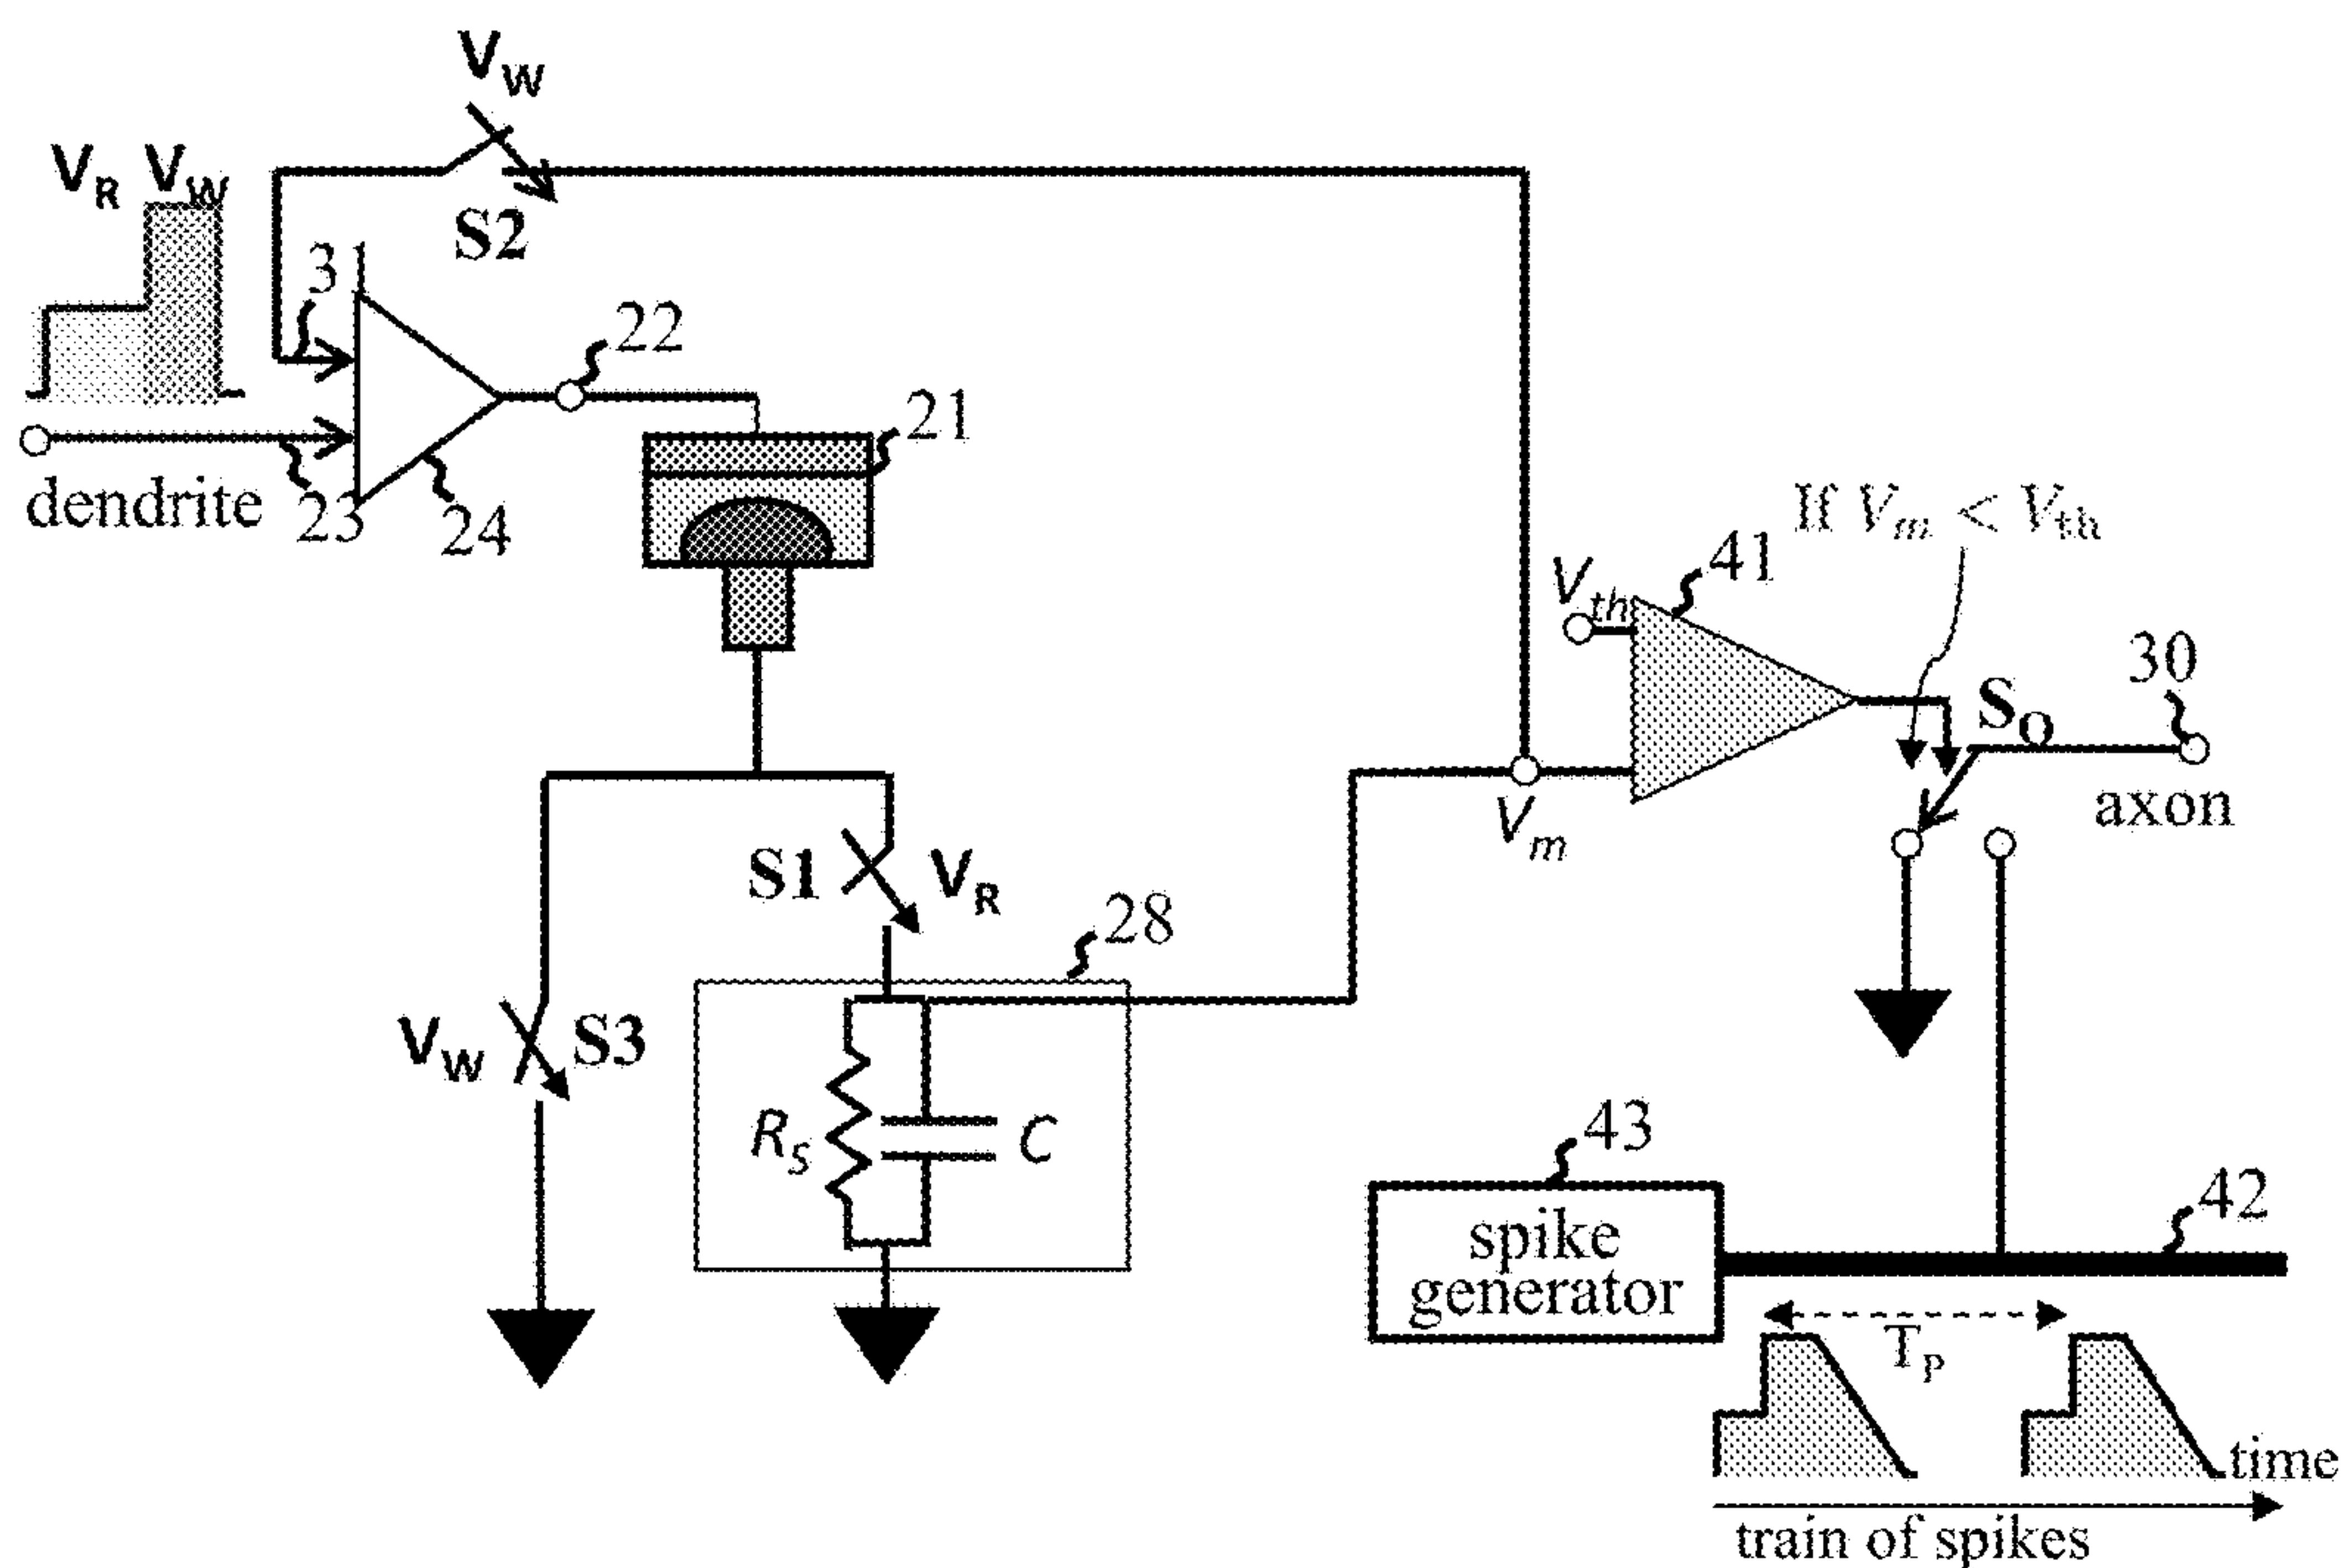 V_W
V_R V_W
S2
31
22
21
dendrite
23
24
If V_m < V_th
41
V_th
30
S_O
axon
V_m
S1
V_R
28
V_W
S3
R_S
C
43
42
spike
generator
T_P
time
train of spikes